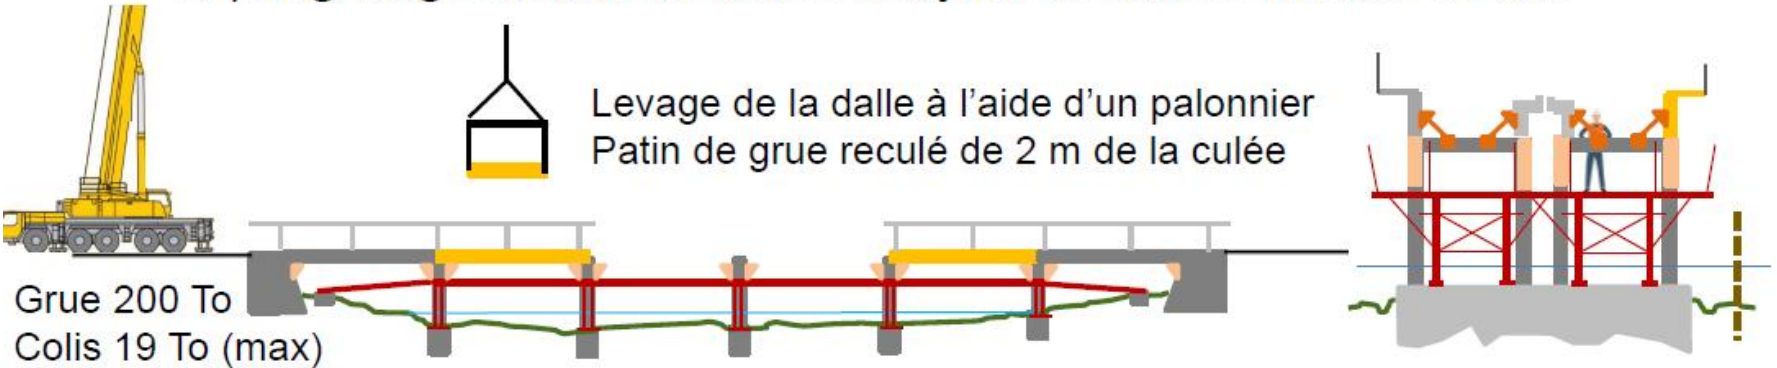 Levage de la dalle à l’aide d’un palonnier
Patin de grue reculé de 2 m de la culée
Grue 200 To
Colis 19 To (max)